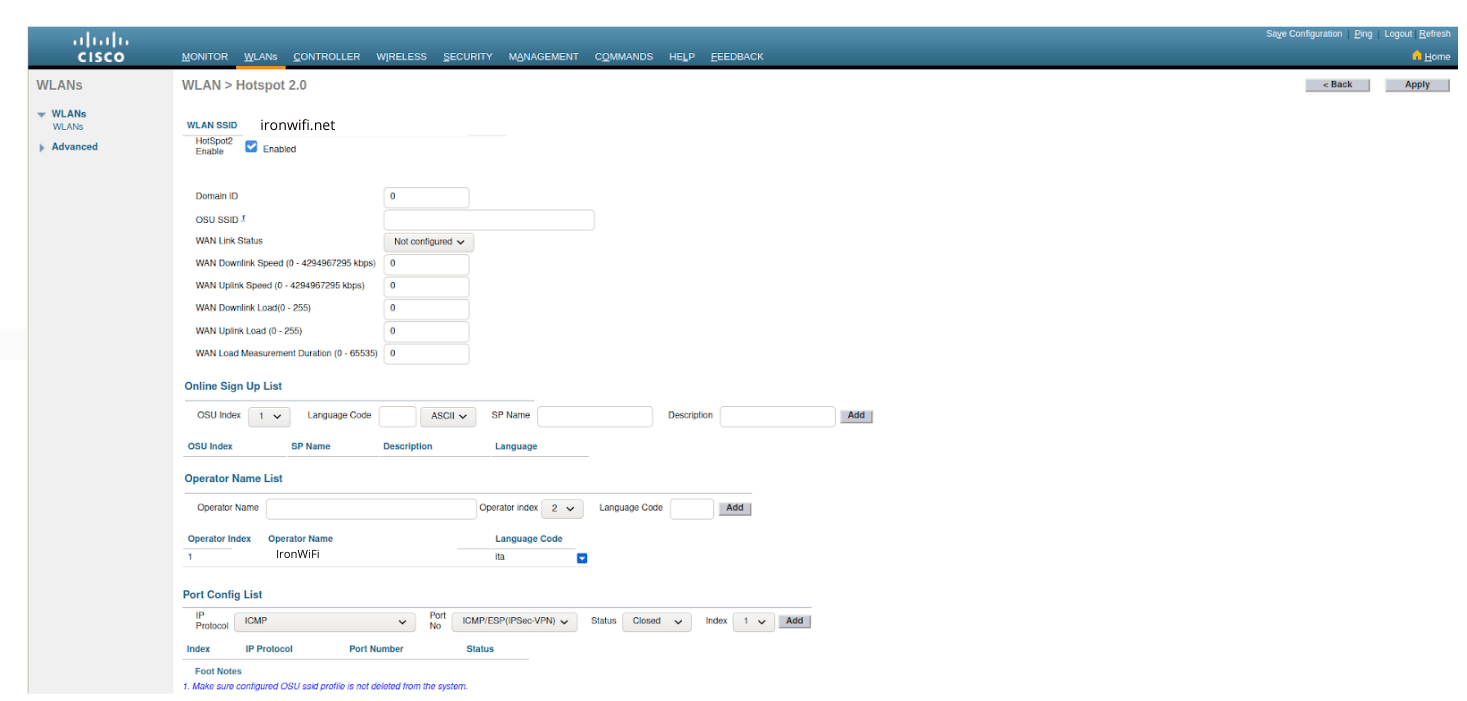 Save Configuration | Ping | Logout | Refresh
CISCO
MONITOR WLANs CONTROLLER WIRELESS SECURITY MANAGEMENT COMMANDS HELP FEEDBACK
Home
WLANs
WLAN > Hotspot 2.0
< Back
Apply
WLANs
WLANs
Advanced
WLAN SSID ironwifi.net
HotSpot2
Enable
Enabled
Domain ID 0
OSU SSID 1
WAN Link Status Not configured
WAN Downlink Speed (0 - 4294967295 kbps) 0
WAN Uplink Speed (0 - 4294967295 kbps) 0
WAN Downlink Load(0 - 255) 0
WAN Uplink Load (0 - 255) 0
WAN Load Measurement Duration (0 - 65535) 0
Online Sign Up List
OSU Index 1 Language Code ASCII SP Name Description Add
OSU Index SP Name Description Language
Operator Name List
Operator Name Operator index 2 Language Code Add
Operator Index Operator Name Language Code
1 IronWiFi ita
Port Config List
IP
Protocol
ICMP
Port
No
ICMP/ESP(IPSec-VPN) Status Closed Index 1 Add
Index IP Protocol Port Number Status
Foot Notes
1. Make sure configured OSU ssid profile is not deleted from the system.